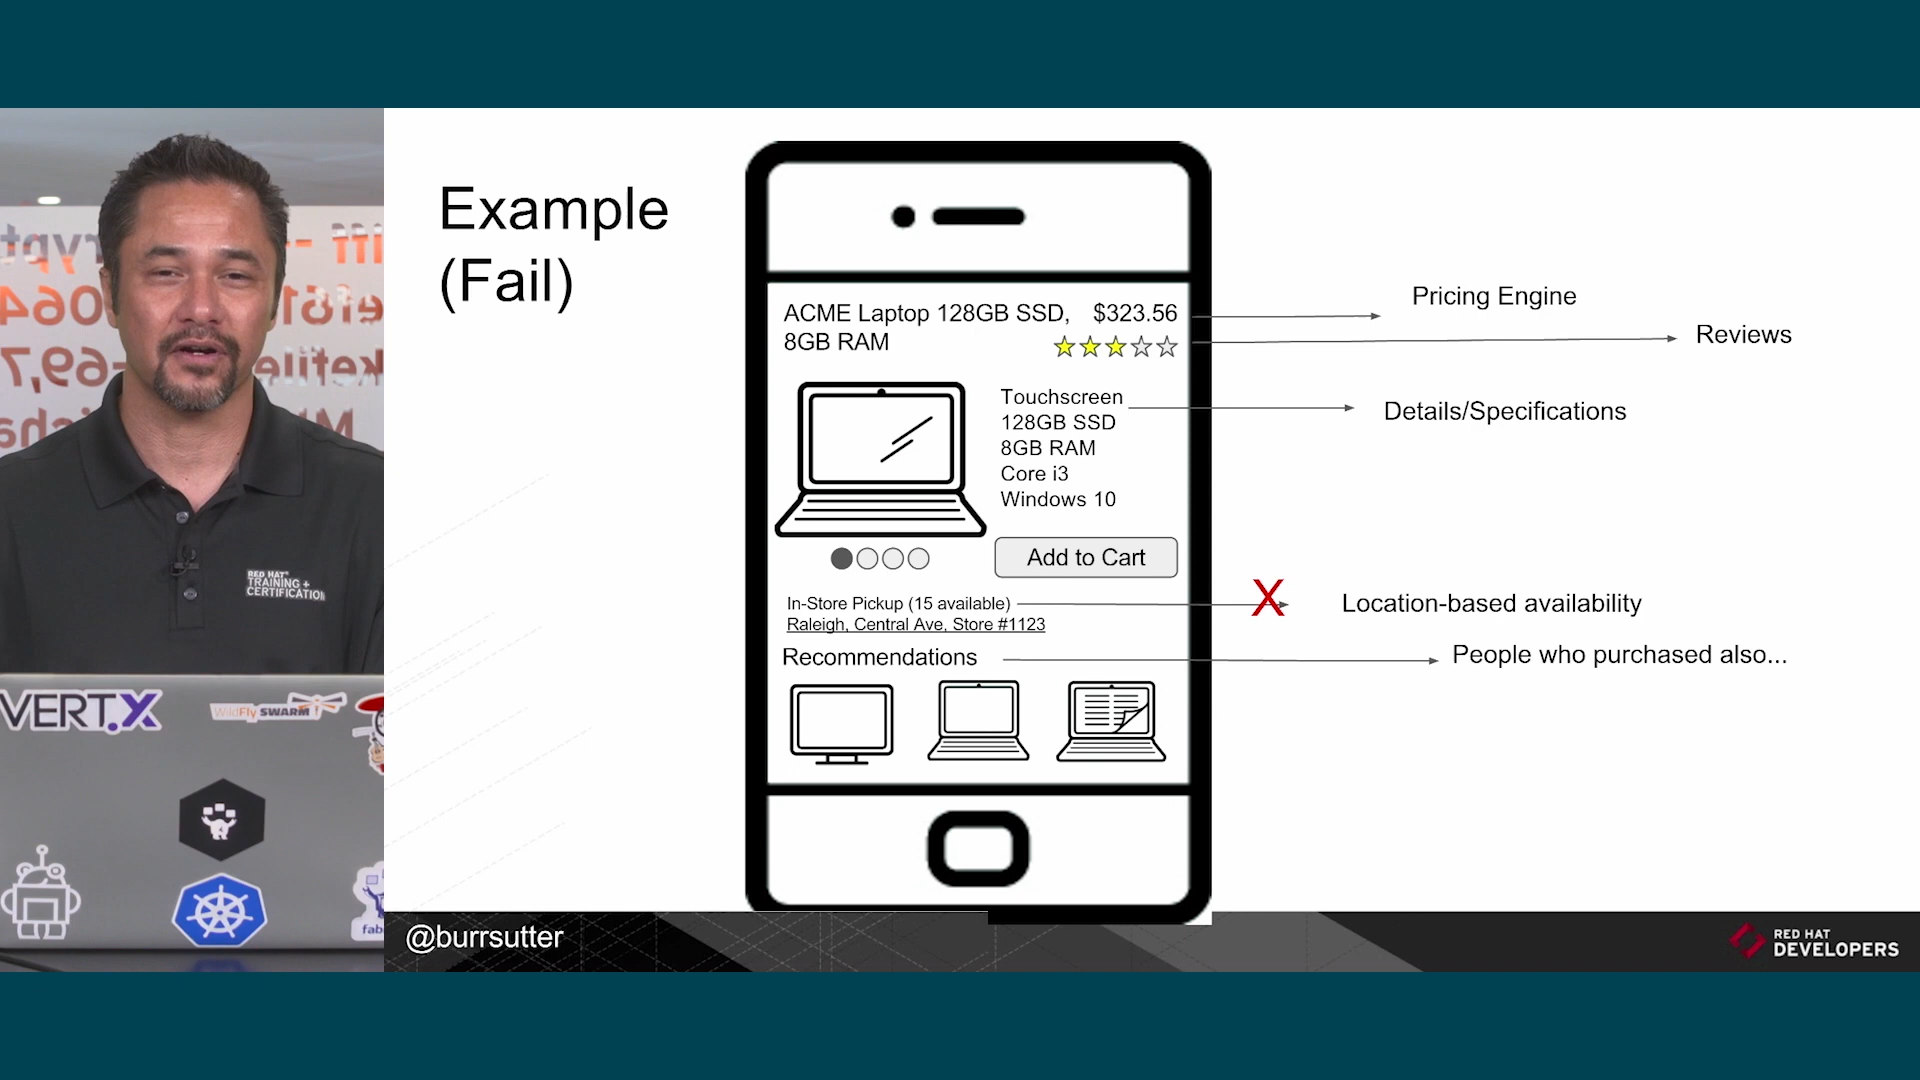 Example
(Fail)
ACME Laptop 128GB SSD, $323.56
8GB RAM
Touchscreen
128GB SSD
8GB RAM
Core i3
Windows 10
Add to Cart
In-Store Pickup (15 available)
Raleigh, Central Ave, Store #1123
Recommendations
Pricing Engine
Reviews
Details/Specifications
X
Location-based availability
People who purchased also...
@burrsutter
RED HAT
DEVELOPERS
RED HAT
TRAINING +
CERTIFICATION
VERT.X
WildFly SWARM